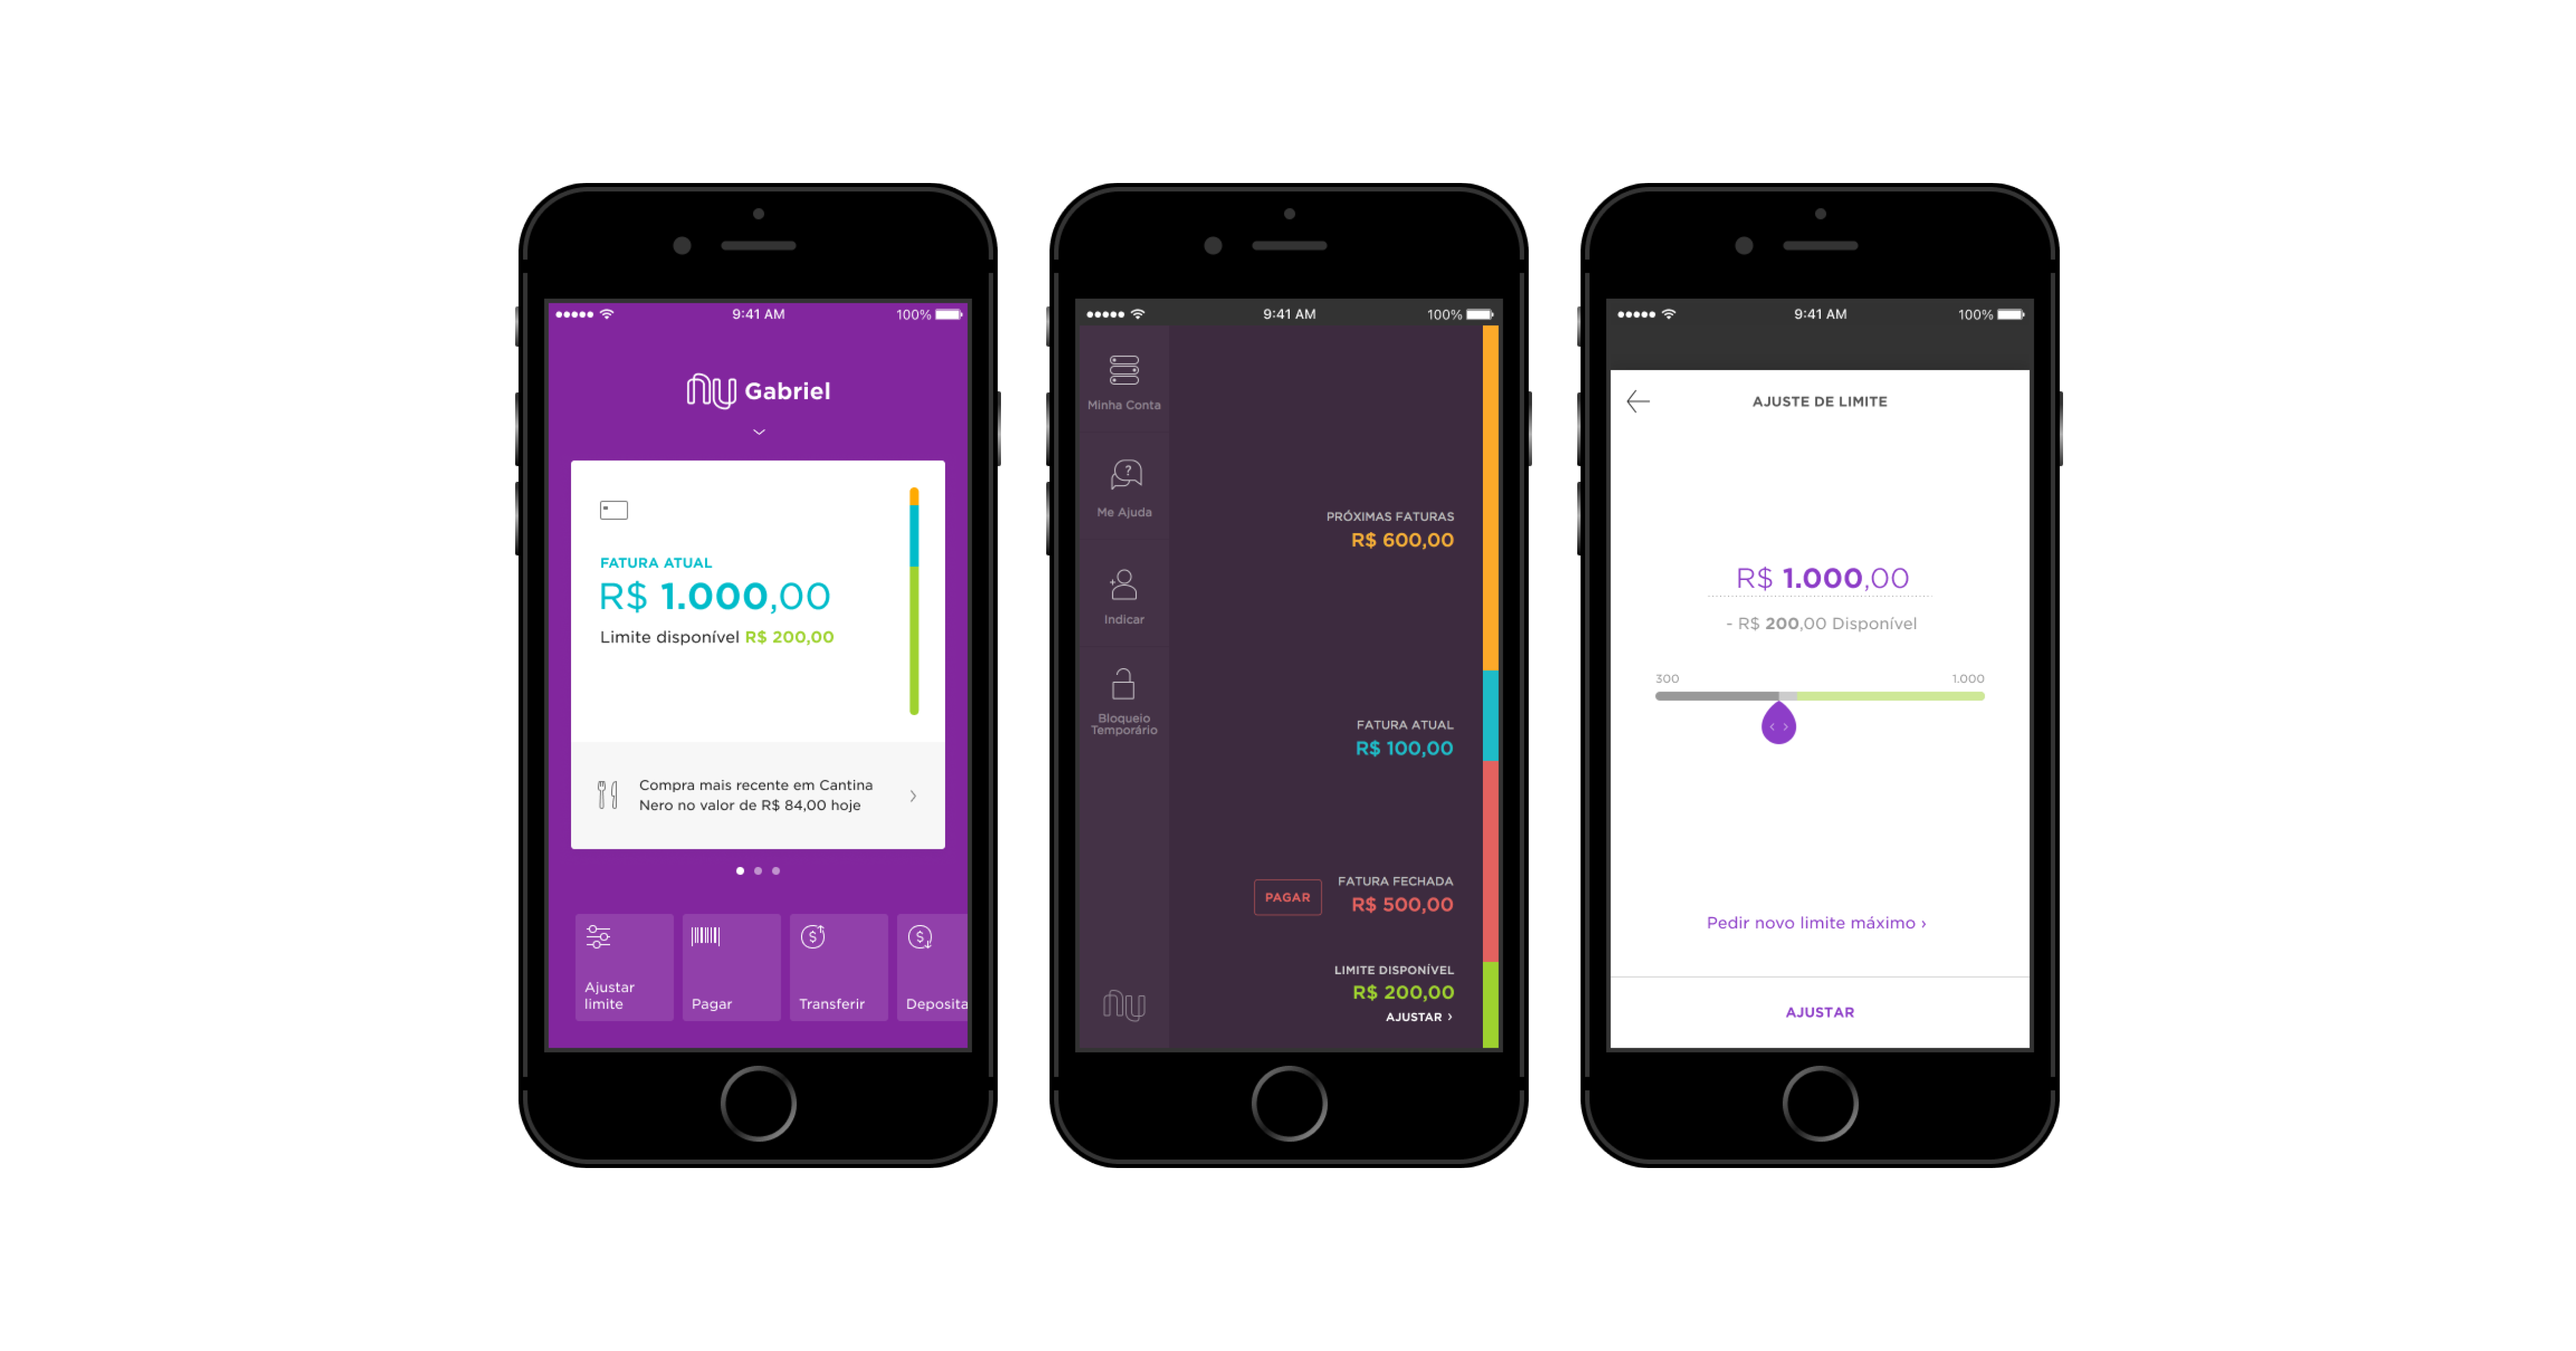 9:41 AM
100%
nu Gabriel
FATURA ATUAL
R$ 1.000,00
Limite disponível R$ 200,00
Compra mais recente em Cantina
Nero no valor de R$ 84,00 hoje
Ajustar
limite
Pagar
Transferir
Deposita
9:41 AM
100%
Minha Conta
Me Ajuda
Indicar
Bloqueio
Temporário
nu
PRÓXIMAS FATURAS
R$ 600,00
FATURA ATUAL
R$ 100,00
PAGAR
FATURA FECHADA
R$ 500,00
LIMITE DISPONÍVEL
R$ 200,00
AJUSTAR ›
9:41 AM
100%
AJUSTE DE LIMITE
R$ 1.000,00
- R$ 200,00 Disponível
300
1.000
Pedir novo limite máximo ›
AJUSTAR